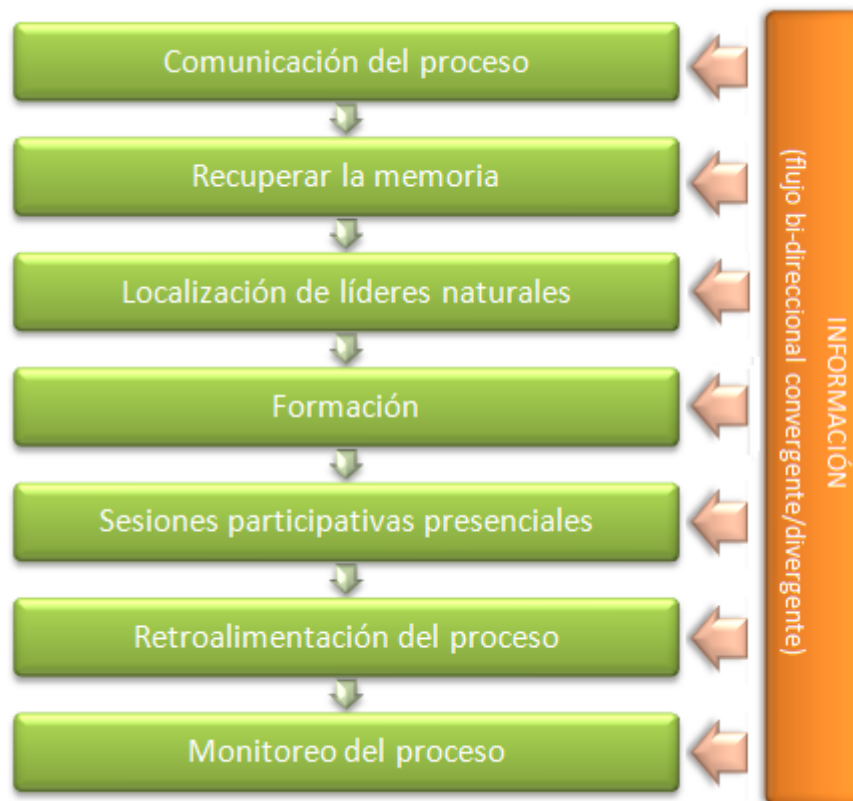 Comunicación del proceso
Recuperar la memoria
Localización de líderes naturales
Formación
Sesiones participativas presenciales
Retroalimentación del proceso
Monitoreo del proceso
INFORMACIÓN
(flujo bi-direccional convergente/divergente)